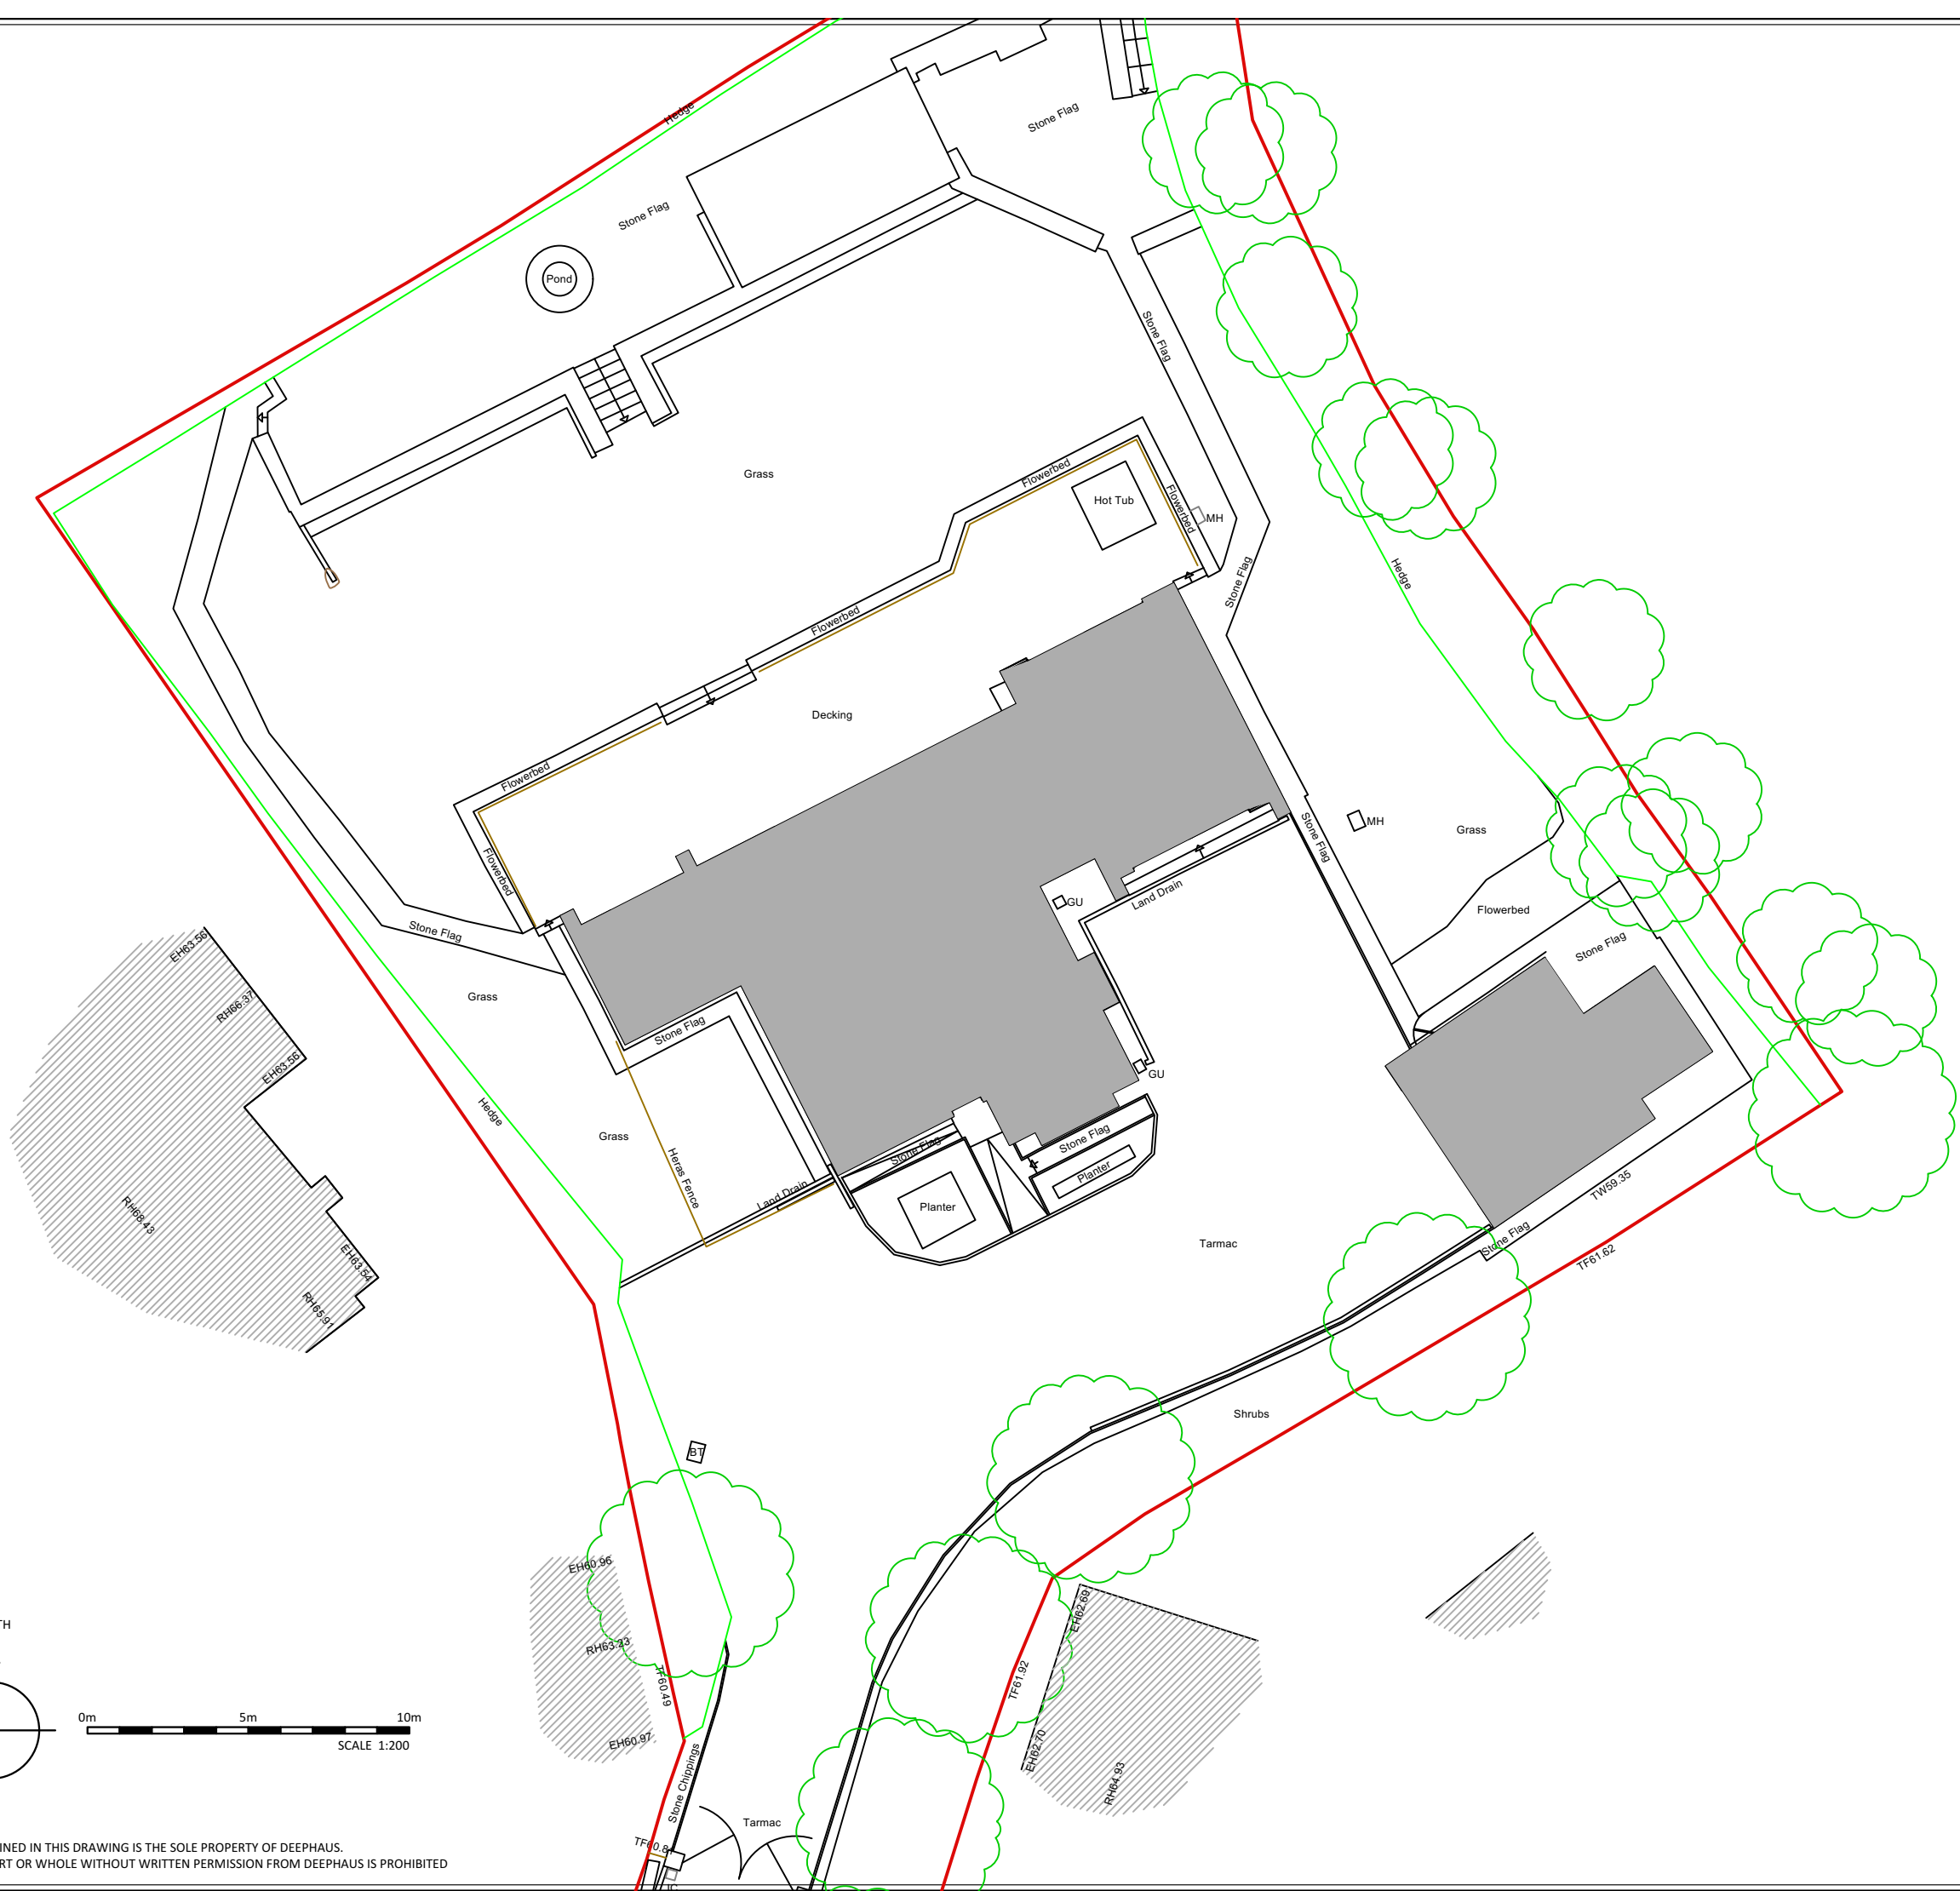 Hedge
Stone Flag
Stone Flag
Pond
Stone Flag
Grass
Flowerbed
Hot Tub
Flowerbed
MH
Hedge
Stone Flag
Flowerbed
Decking
Flowerbed
MH
Grass
Stone Flag
Flowerbed
Land Drain
GU
Flowerbed
Stone Flag
Stone Flag
EH63.56
RH66.37
EH63.56
Grass
Stone Flag
GU
Hedge
Grass
Stone Flag
Stone Flag
Planter
Heras Fence
Land Drain
Planter
TW59.35
RH68.43
EH63.54
RH65.91
Tarmac
Stone Flag
TF61.62
Shrubs
BT
EH60.96
EH62.69
TH
RH63.23
TF60.49
TF61.92
0m
5m
10m
SCALE 1:200
EH60.97
EH62.70
Stone Chippings
RH64.93
Tarmac
INED IN THIS DRAWING IS THE SOLE PROPERTY OF DEEPHAUS.
RT OR WHOLE WITHOUT WRITTEN PERMISSION FROM DEEPHAUS IS PROHIBITED